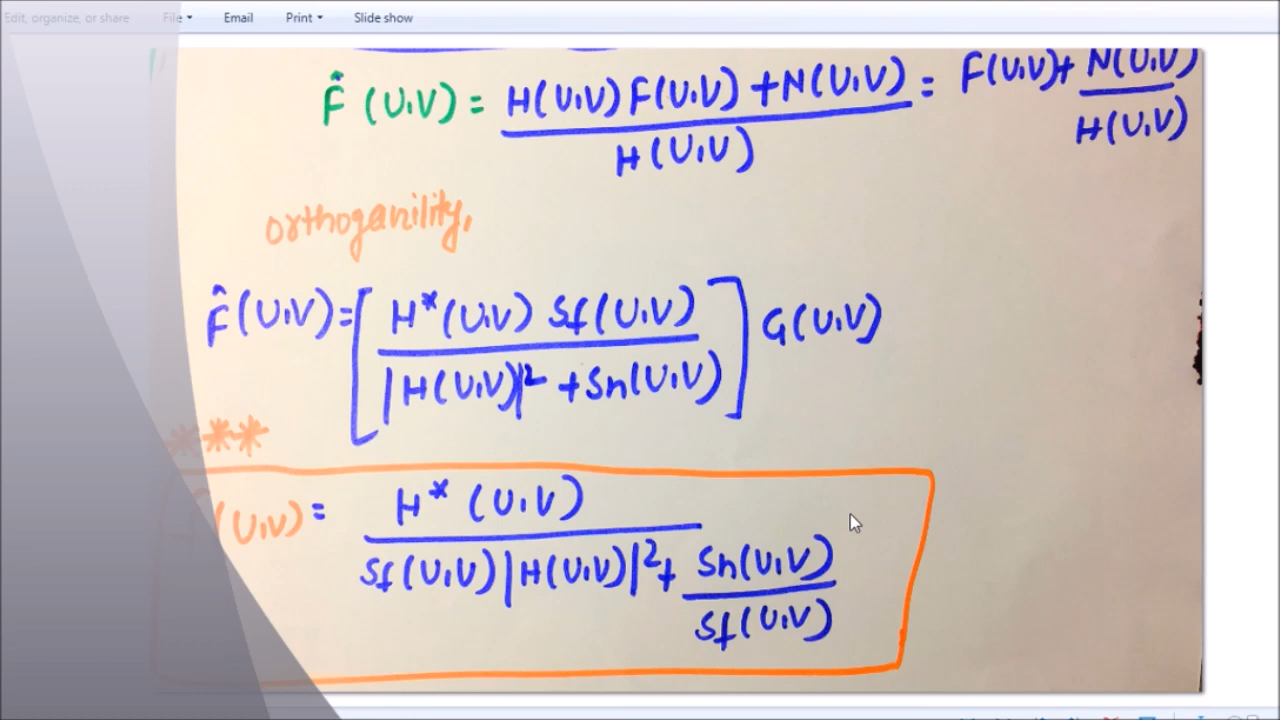 Edit, organize, or share File Email Print Slide show
F̂ (U,V) = H(U,V) F(U,V) + N(U,V) / H(U,V) = F(U,V) + N(U,V) / H(U,V)
orthoganility,
F̂ (U,V) = [ H*(U,V) Sf(U,V) / |H(U,V)|² + Sn(U,V) ] G(U,V)
***
(U,V) = H* (U,V) / Sf(U,V) |H(U,V)|² + Sn(U,V) / Sf(U,V)